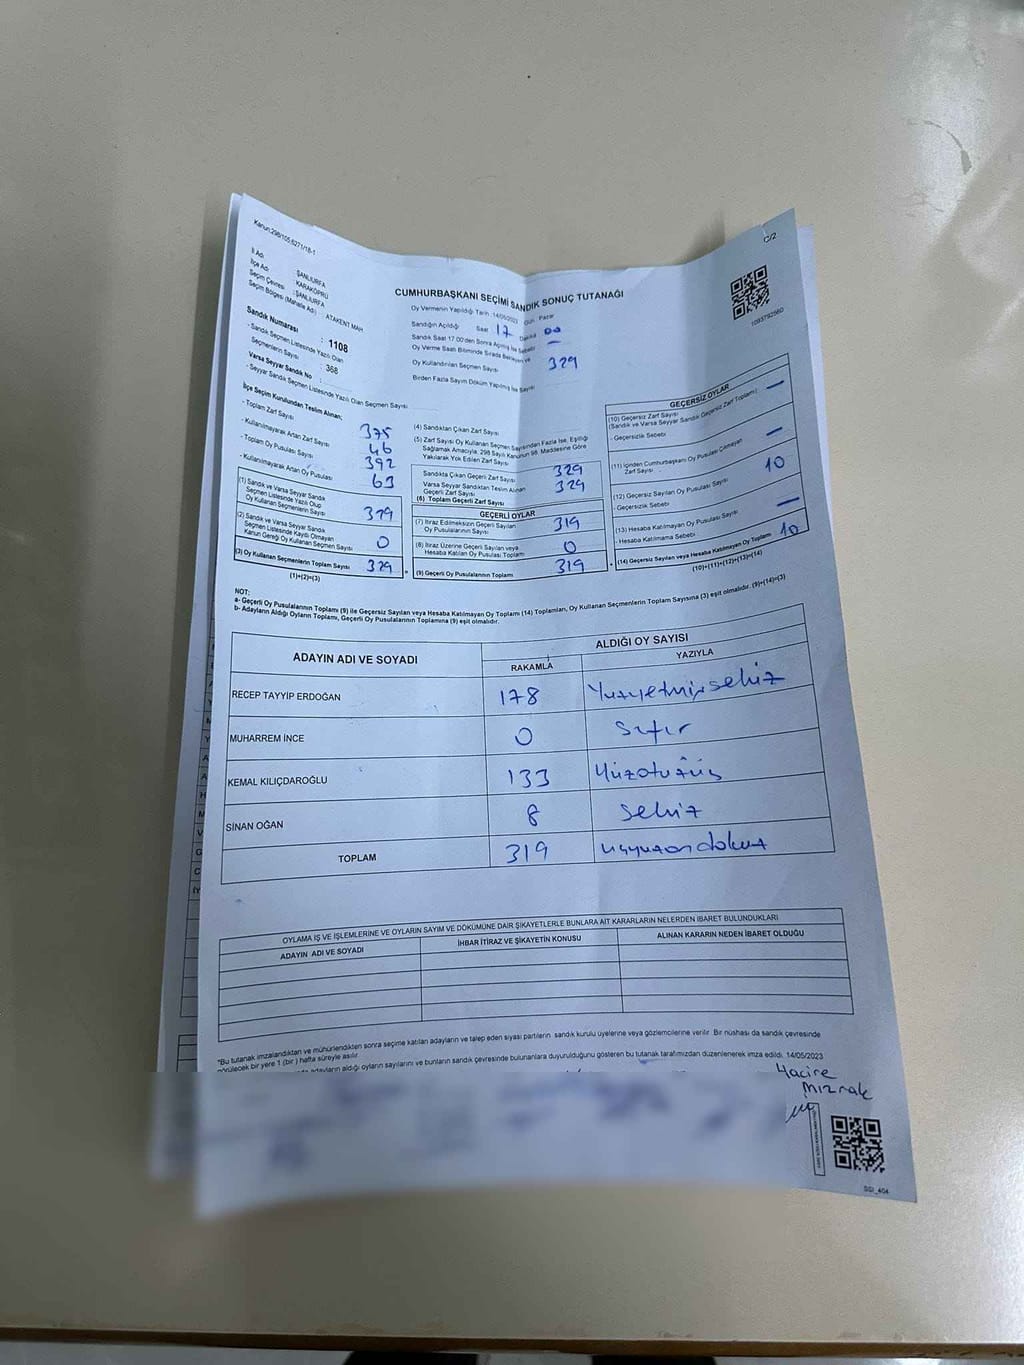 Kanun:298/105,6271/18-1
C/2
İl Adı : ŞANLIURFA
İlçe Adı : KARAKÖPRÜ
Seçim Çevresi : ŞANLIURFA
Seçim Bölgesi (Mahalle Adı) : ATAKENT MAH
CUMHURBAŞKANI SEÇİMİ SANDIK SONUÇ TUTANAĞI
1093792560
Sandık Numarası : 1108
- Sandık Seçmen Listesinde Yazılı Olan
Seçmenlerin Sayısı : 368
Varsa Seyyar Sandık No :
- Seyyar Sandık Seçmen Listesinde Yazılı Olan Seçmen Sayısı
Oy Vermenin Yapıldığı Tarih :14/05/2023 Gün: Pazar
Sandığın Açıldığı Saat 17 Dakika 00
Sandık Saat 17.00'den Sonra Açılmış İse Sebebi
Oy Kullandırılan Seçmen Sayısı 329
Birden Fazla Sayım Döküm Yapılmış İse Sayısı
İlçe Seçim Kurulundan Teslim Alınan:
- Toplam Zarf Sayısı 375
- Kullanılmayarak Artan Zarf Sayısı 46
- Toplam Oy Pusulası Sayısı 392
- Kullanılmayarak Artan Oy Pusulası 63
(1) Sandık ve Varsa Seyyar Sandık
Seçmen Listesinde Yazılı Olup
Oy Kullanan Seçmenlerin Sayısı 329
(2) Sandık ve Varsa Seyyar Sandık
Seçmen Listesinde Kaydı Olmayan
Kanun Gereği Oy Kullanan Seçmen Sayısı 0
(3) Oy Kullanan Seçmenlerin Toplam Sayısı 329
(1)+(2)=(3)
(4) Sandıktan Çıkan Zarf Sayısı
(5) Zarf Sayısı Oy Kullanan Seçmen Sayısından Fazla İse, Eşitliği
Sağlamak Amacıyla, 298 Sayılı Kanunun 98. Maddesine Göre
Yakılarak Yok Edilen Zarf Sayısı
Sandıkta Çıkan Geçerli Zarf Sayısı 329
Varsa Seyyar Sandıktan Teslim Alınan
Geçerli Zarf Sayısı
(6) Toplam Geçerli Zarf Sayısı 329
GEÇERLİ OYLAR
(7) İtiraz Edilmeksizin Geçerli Sayılan
Oy Pusulalarının Sayısı 319
(8) İtiraz Üzerine Geçerli Sayılan veya
Hesaba Katılan Oy Pusulası Toplamı 0
(9) Geçerli Oy Pusulalarının Toplamı 319
GEÇERSİZ OYLAR
(10) Geçersiz Zarf Sayısı
(Sandık ve Varsa Seyyar Sandık Geçersiz Zarf Toplamı) —
- Geçersizlik Sebebi
(11) İçinden Cumhurbaşkanı Oy Pusulası Çıkmayan
Zarf Sayısı —
(12) Geçersiz Sayılan Oy Pusulası Sayısı 10
- Geçersizlik Sebebi
(13) Hesaba Katılmayan Oy Pusulası Sayısı —
- Hesaba Katılmama Sebebi
(14) Geçersiz Sayılan veya Hesaba Katılmayan Oy Toplamı 10
(10)+(11)+(12)+(13)=(14)
NOT:
a- Geçerli Oy Pusulalarının Toplamı (9) ile Geçersiz Sayılan veya Hesaba Katılmayan Oy Toplamı (14) Toplamları, Oy Kullanan Seçmenlerin Toplam Sayısına (3) eşit olmalıdır. (9)+(14)=(3)
b- Adayların Aldığı Oyların Toplamı, Geçerli Oy Pusulalarının Toplamına (9) eşit olmalıdır.
ADAYIN ADI VE SOYADI
ALDIĞI OY SAYISI
RAKAMLA YAZIYLA
RECEP TAYYİP ERDOĞAN 178 Yüzyetmişsekiz
MUHARREM İNCE 0 Sıfır
KEMAL KILIÇDAROĞLU 133 Yüzotuzüç
SİNAN OĞAN 8 Sekiz
TOPLAM 319 üçyüzondokuz
OYLAMA İŞ VE İŞLEMLERİNE VE OYLARIN SAYIM VE DÖKÜMÜNE DAİR ŞİKAYETLERLE BUNLARA AİT KARARLARIN NELERDEN İBARET BULUNDUKLARI
ADAYIN ADI VE SOYADI İHBAR İTİRAZ VE ŞİKAYETİN KONUSU ALINAN KARARIN NEDEN İBARET OLDUĞU
*Bu tutanak imzalandıktan ve mühürlendikten sonra seçime katılan adayların ve talep eden siyasi partilerin sandık kurulu üyelerine veya gözlemcilerine verilir. Bir nüshası da sandık çevresinde
görülecek bir yere 1 (bir) hafta süreyle asılır.
adayların aldığı oyların sayılarını ve bunların sandık çevresinde bulunanlara duyurulduğunu gösteren bu tutanak tarafımızdan düzenlenerek imza edildi. 14/05/2023
Hacire
mızrak
SSI_404